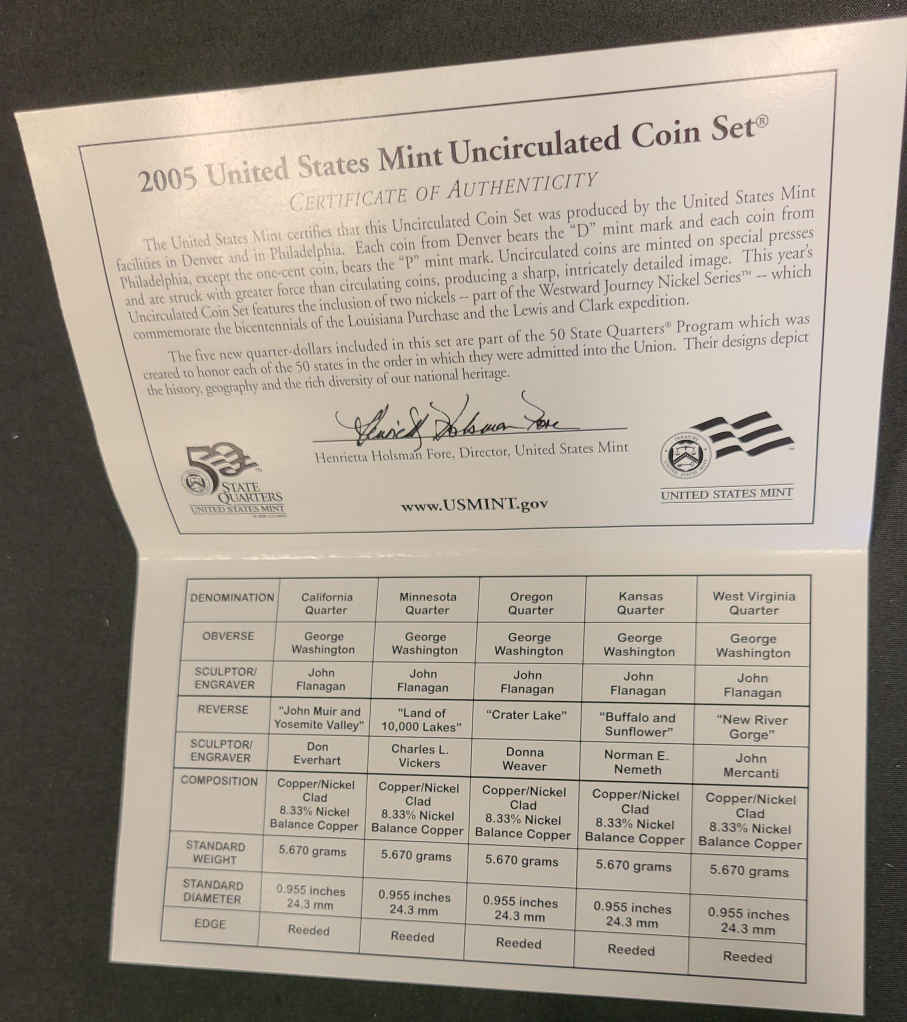 2005 United States Mint Uncirculated Coin Set®
CERTIFICATE OF AUTHENTICITY
The United States Mint certifies that this Uncirculated Coin Set was produced by the United States Mint
facilities in Denver and in Philadelphia. Each coin from Denver bears the “D” mint mark and each coin from
Philadelphia, except the one-cent coin, bears the “P” mint mark. Uncirculated coins are minted on special presses
and are struck with greater force than circulating coins, producing a sharp, intricately detailed image. This year's
Uncirculated Coin Set features the inclusion of two nickels -- part of the Westward Journey Nickel Series™ -- which
commemorate the bicentennials of the Louisiana Purchase and the Lewis and Clark expedition.
The five new quarter-dollars included in this set are part of the 50 State Quarters® Program which was
created to honor each of the 50 states in the order in which they were admitted into the Union. Their designs depict
the history, geography and the rich diversity of our national heritage.
Henrietta Holsman Fore
Henrietta Holsman Fore, Director, United States Mint
50
STATE
QUARTERS
UNITED STATES MINT
www.USMINT.gov
UNITED STATES MINT
DENOMINATION California Quarter Minnesota Quarter Oregon Quarter Kansas Quarter West Virginia Quarter
OBVERSE George Washington George Washington George Washington George Washington George Washington
SCULPTOR/ENGRAVER John Flanagan John Flanagan John Flanagan John Flanagan John Flanagan
REVERSE “John Muir and Yosemite Valley” “Land of 10,000 Lakes” “Crater Lake” “Buffalo and Sunflower” “New River Gorge”
SCULPTOR/ENGRAVER Don Everhart Charles L. Vickers Donna Weaver Norman E. Nemeth John Mercanti
COMPOSITION Copper/Nickel Clad 8.33% Nickel Balance Copper Copper/Nickel Clad 8.33% Nickel Balance Copper Copper/Nickel Clad 8.33% Nickel Balance Copper Copper/Nickel Clad 8.33% Nickel Balance Copper Copper/Nickel Clad 8.33% Nickel Balance Copper
STANDARD WEIGHT 5.670 grams 5.670 grams 5.670 grams 5.670 grams 5.670 grams
STANDARD DIAMETER 0.955 inches 24.3 mm 0.955 inches 24.3 mm 0.955 inches 24.3 mm 0.955 inches 24.3 mm 0.955 inches 24.3 mm
EDGE Reeded Reeded Reeded Reeded Reeded